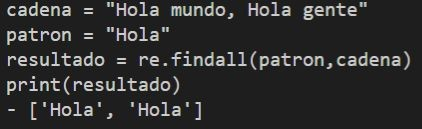 cadena = "Hola mundo, Hola gente"
patron = "Hola"
resultado = re.findall(patron,cadena)
print(resultado)
- ['Hola', 'Hola']